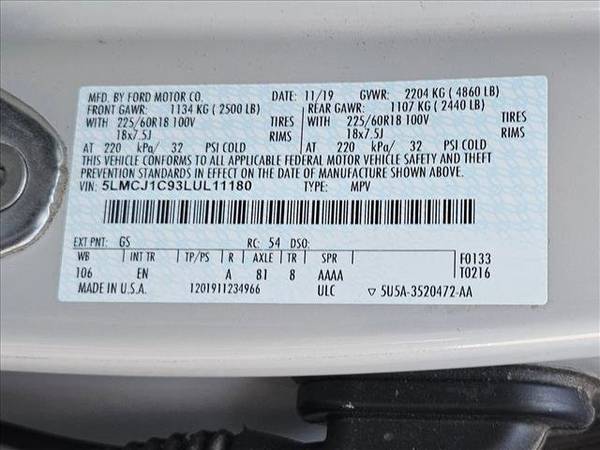 MFD. BY FORD MOTOR CO. DATE: 11/19 GVWR: 2204 KG ( 4860 LB)
FRONT GAWR: 1134 KG ( 2500 LB) REAR GAWR: 1107 KG ( 2440 LB)
WITH 225/60R18 100V TIRES WITH 225/60R18 100V TIRES
18x7.5J RIMS 18x7.5J RIMS
AT 220 kPa/ 32 PSI COLD AT 220 kPa/ 32 PSI COLD
THIS VEHICLE CONFORMS TO ALL APPLICABLE FEDERAL MOTOR VEHICLE SAFETY AND THEFT
PREVENTION STANDARDS IN EFFECT ON THE DATE OF MANUFACTURE SHOWN ABOVE.
VIN: 5LMCJ1C93LUL11180 TYPE: MPV
EXT PNT: GS RC: 54 DSO:
WB INT TR TP/PS R AXLE TR SPR F0133
106 EN A 81 8 AAAA T0216
MADE IN U.S.A. 1201911234966 ULC ▽ 5U5A-3520472-AA